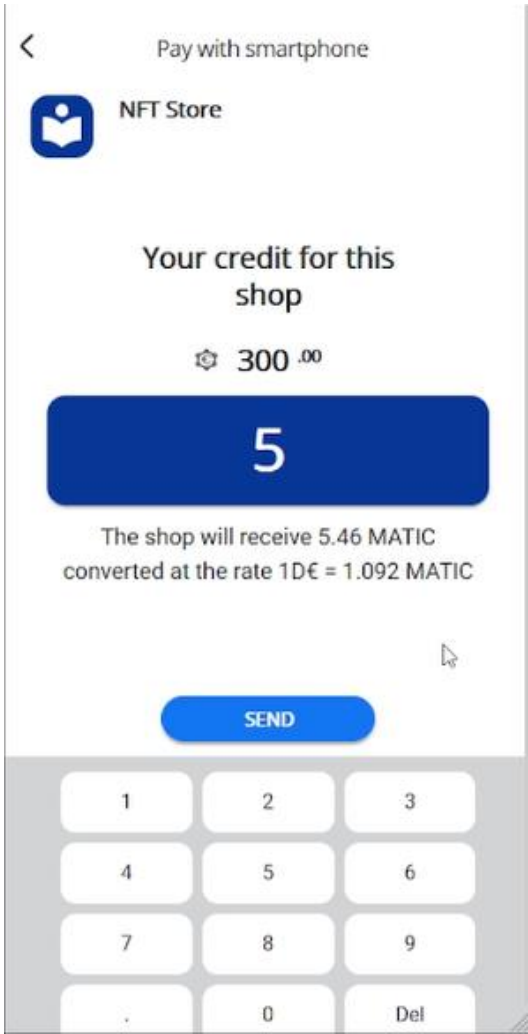 Pay with smartphone
NFT Store
Your credit for this
shop
300 .00
5
The shop will receive 5.46 MATIC
converted at the rate 1D€ = 1.092 MATIC
SEND
1 2 3
4 5 6
7 8 9
. 0 Del